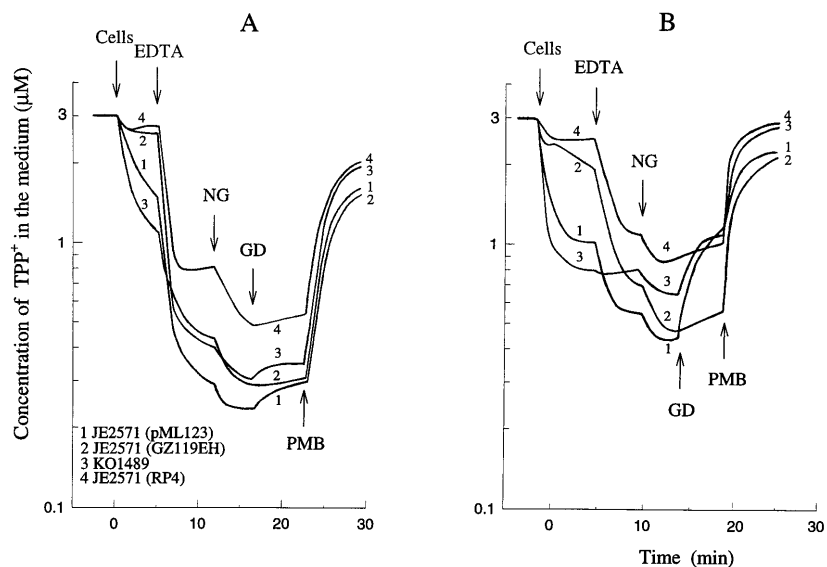 A
Cells
EDTA
NG
GD
PMB
4
2
1
3
4
3
2
1
4
3
1
2
3
1
0.1
0
10
20
30
Concentration of TPP+ in the medium (μM)
1 JE2571 (pML123)
2 JE2571 (GZ119EH)
3 KO1489
4 JE2571 (RP4)
B
Cells
EDTA
NG
GD
PMB
4
2
1
3
4
3
2
1
4
3
1
2
3
1
0.1
0
10
20
30
Time (min)